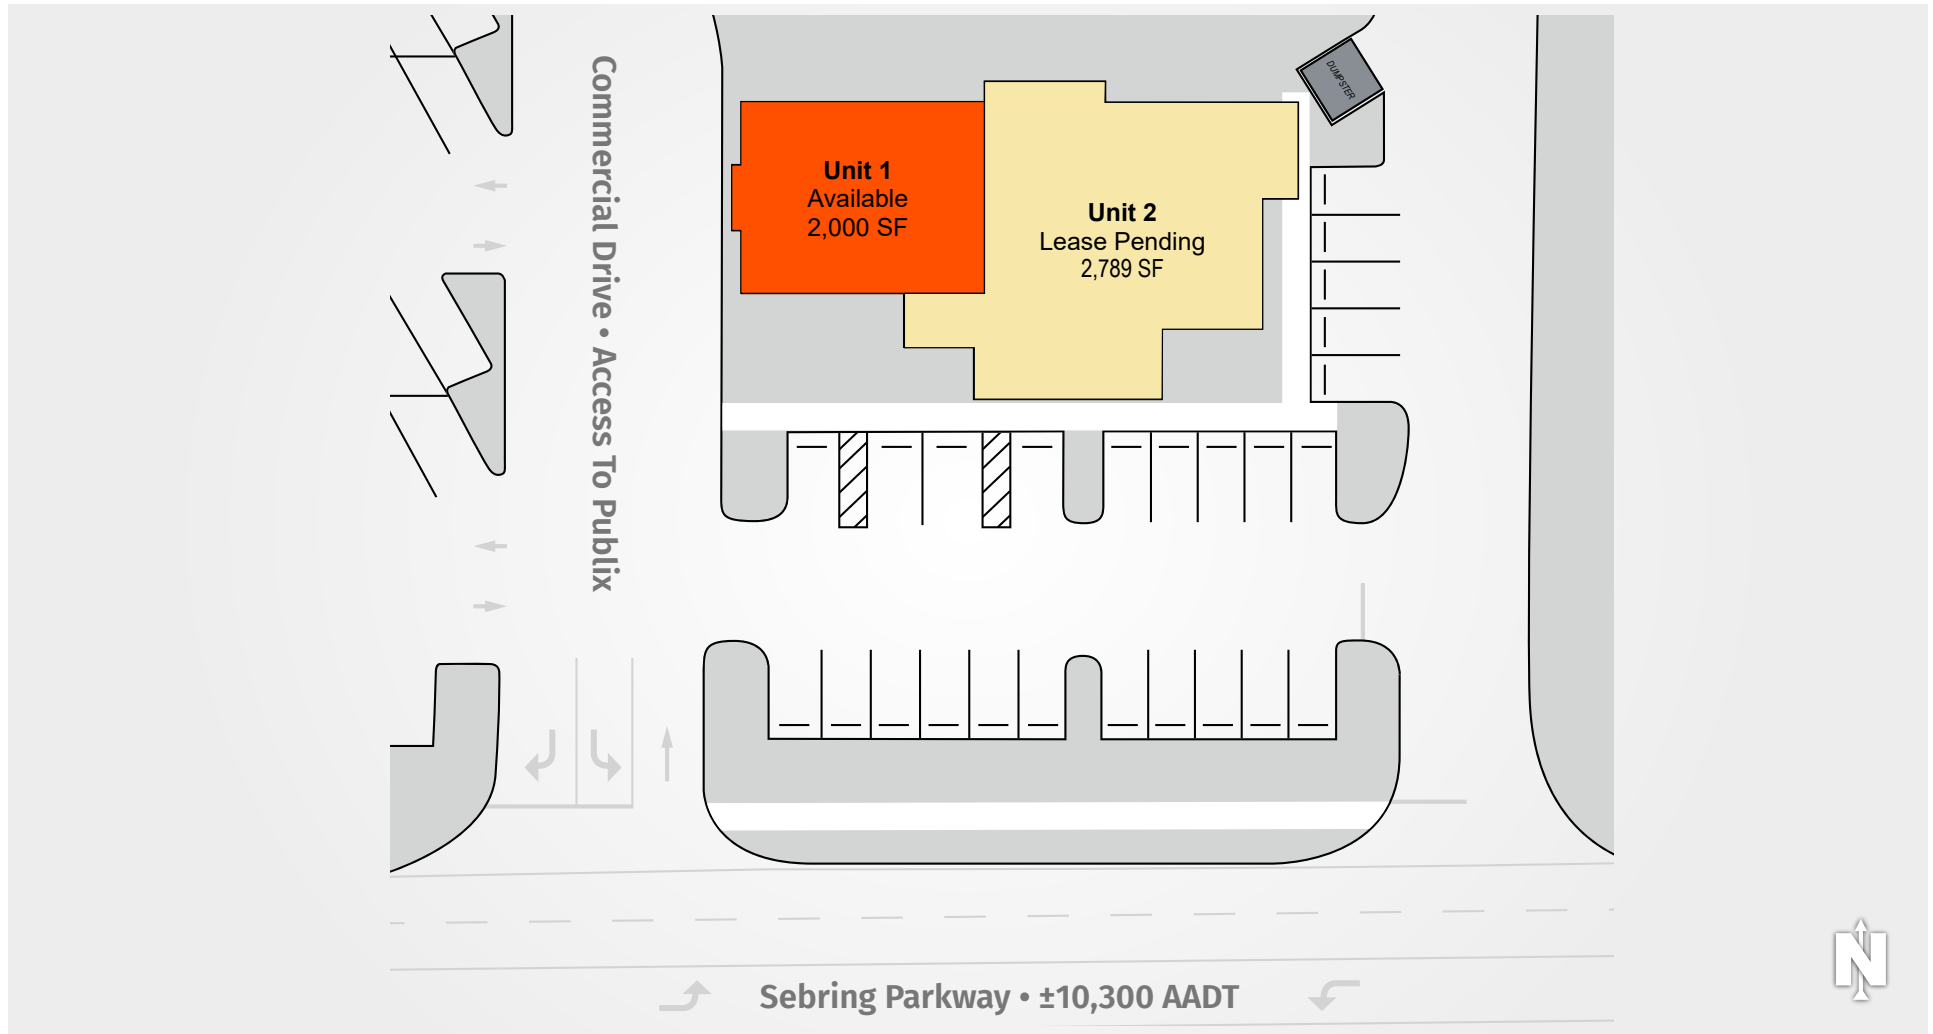 Commercial Drive • Access To Publix
DUMPSTER
Unit 1
Available
2,000 SF
Unit 2
Lease Pending
2,789 SF
Sebring Parkway • ±10,300 AADT
N